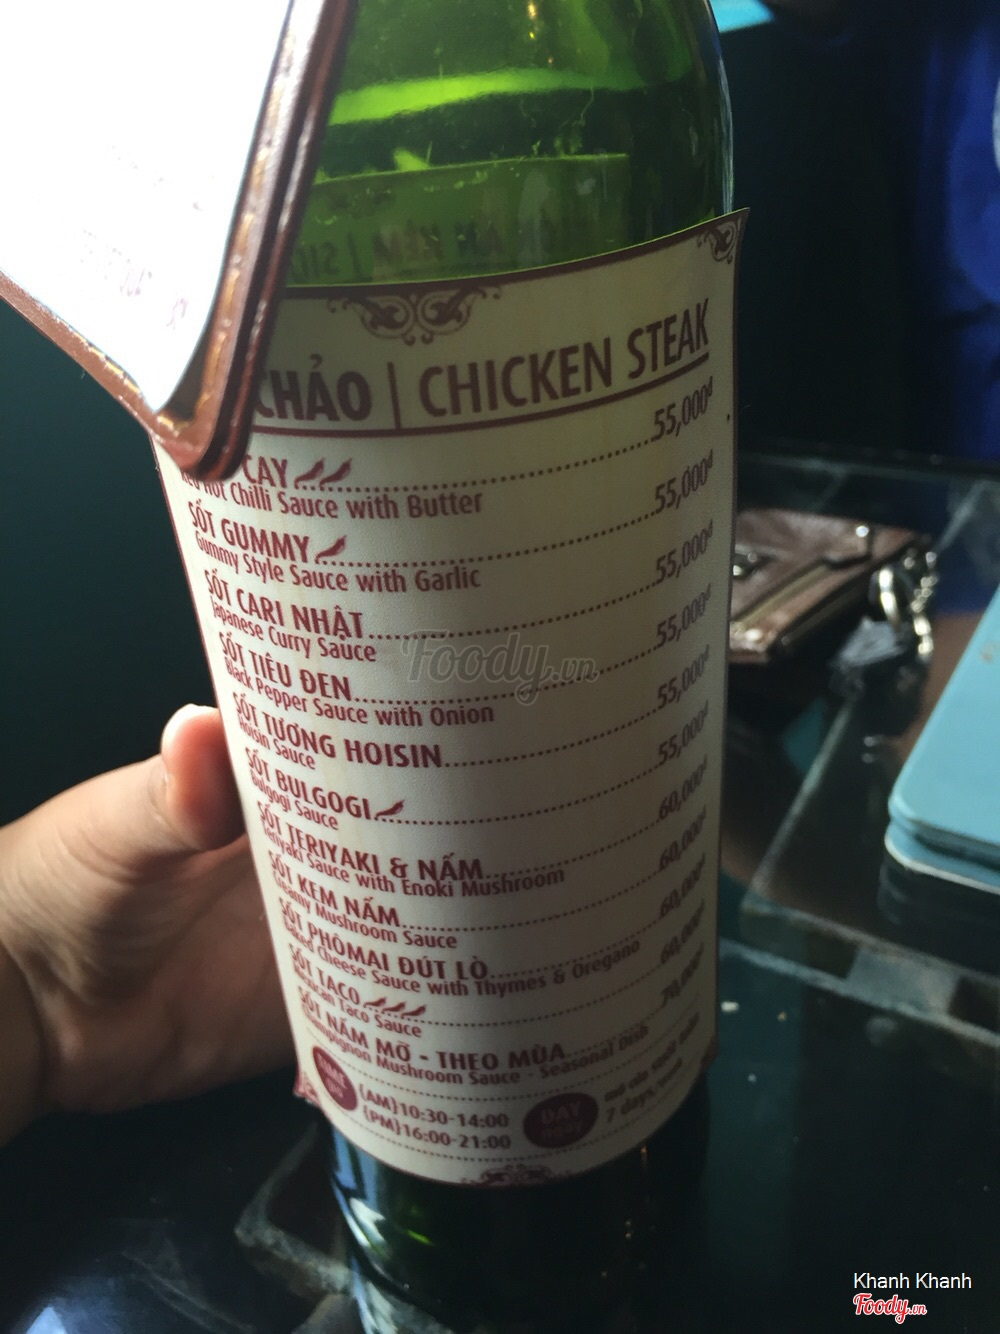 CHẢO | CHICKEN STEAK
CAY 55,000đ
Hot Chilli Sauce with Butter
SỐT GUMMY 55,000đ
Gummy Style Sauce with Garlic
SỐT CARI NHẬT 55,000đ
Japanese Curry Sauce
SỐT TIÊU ĐEN 55,000đ
Black Pepper Sauce with Onion
SỐT TƯƠNG HOISIN 55,000đ
Hoisin Sauce
SỐT BULGOGI 55,000đ
Bulgogi Sauce
SỐT TERIYAKI & NẤM 60,000đ
Teriyaki Sauce with Enoki Mushroom
SỐT KEM NẤM 60,000đ
Creamy Mushroom Sauce
SỐT PHÔMAI ĐÚT LÒ 60,000đ
Baked Cheese Sauce with Thymes & Oregano
SỐT TACO 60,000đ
Mexican Taco Sauce
SỐT NẤM MỠ - THEO MÙA 70,000đ
Champignon Mushroom Sauce - Seasonal Dish
TIME
(AM)10:30-14:00
(PM)16:00-21:00
DAY
7 days/week
Foody.vn
Khanh Khanh
Foody.vn